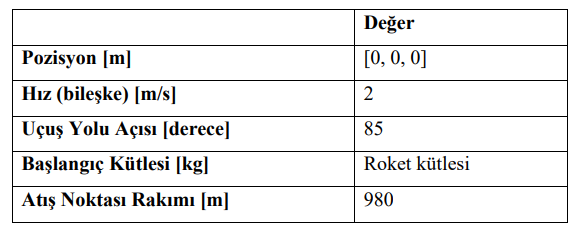 Değer
Pozisyon [m] [0, 0, 0]
Hız (bileşke) [m/s] 2
Uçuş Yolu Açısı [derece] 85
Başlangıç Kütlesi [kg] Roket kütlesi
Atış Noktası Rakımı [m] 980